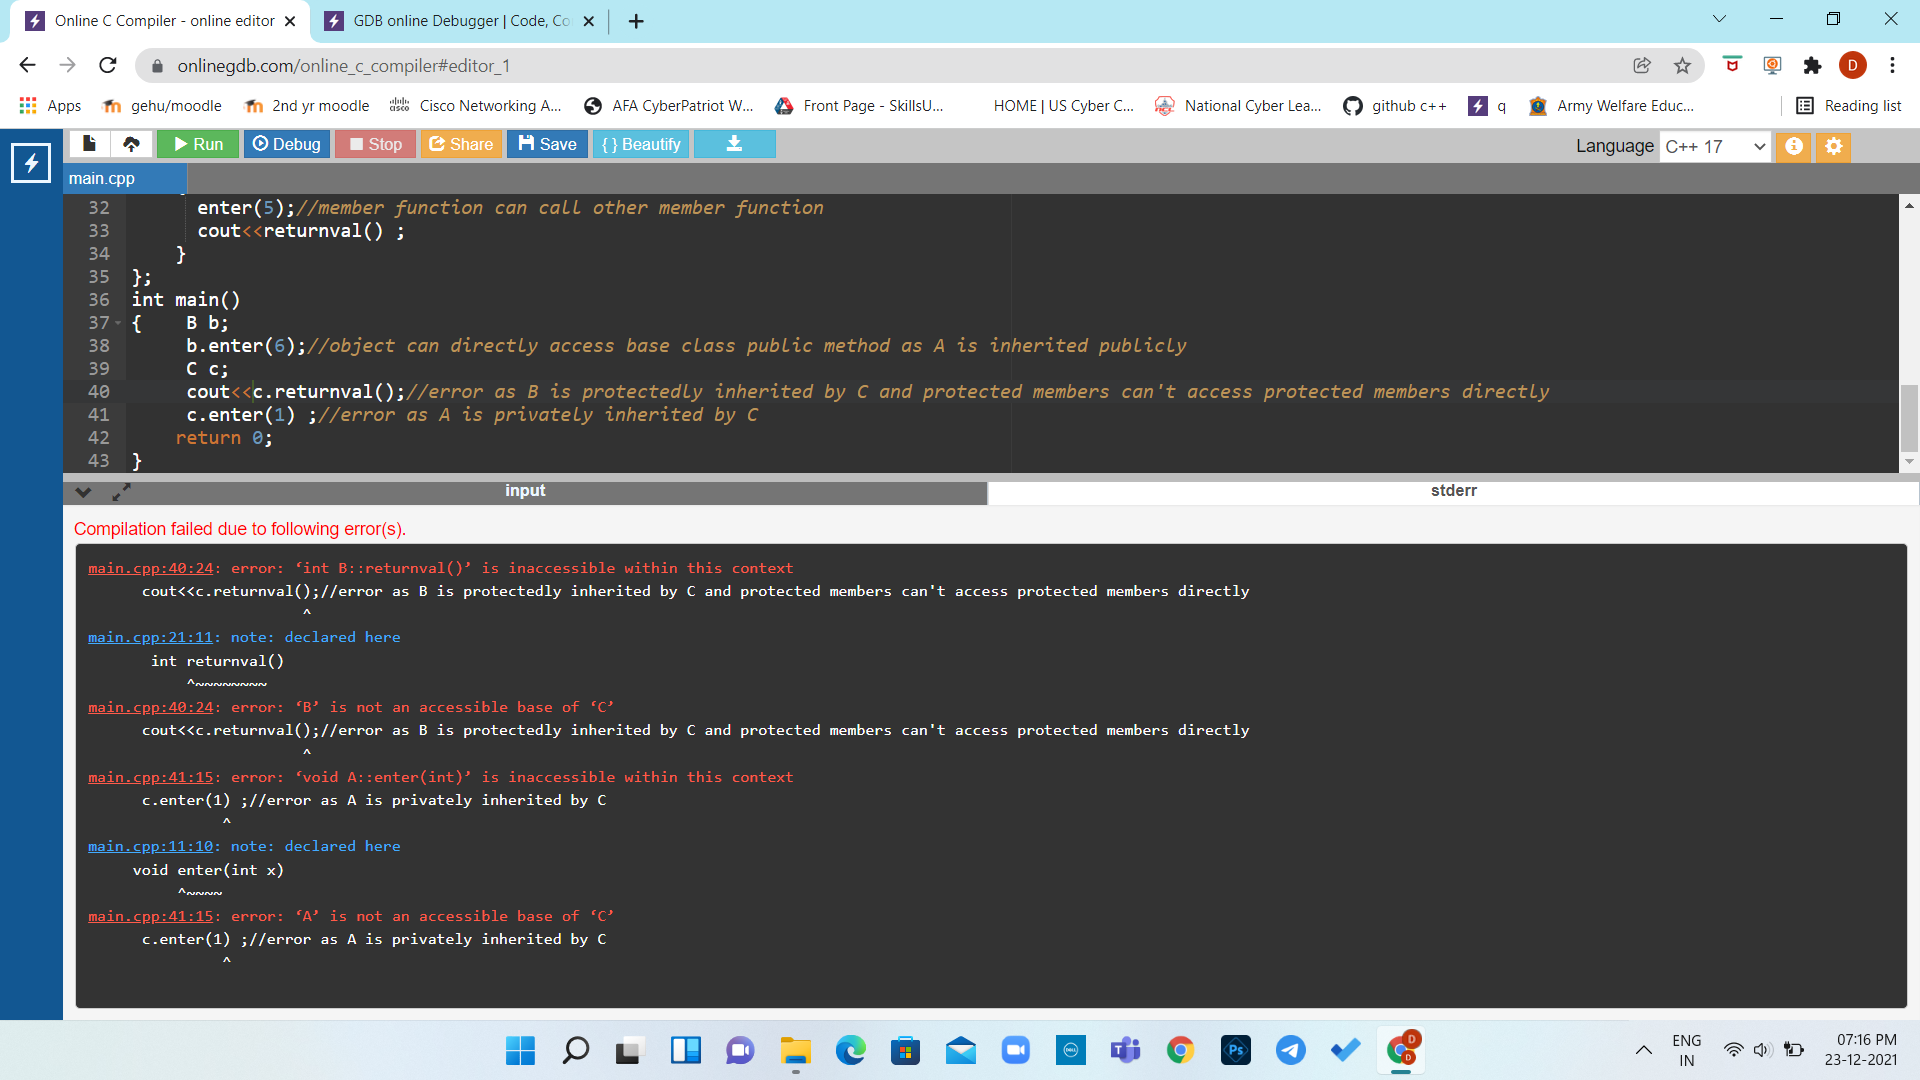 Online C Compiler - online editor
GDB online Debugger | Code, Co
onlinegdb.com/online_c_compiler#editor_1
D
Apps
gehu/moodle
2nd yr moodle
Cisco Networking A...
AFA CyberPatriot W...
Front Page - SkillsU...
HOME | US Cyber C...
National Cyber Lea...
github c++
q
Army Welfare Educ...
Reading list
Run
Debug
Stop
Share
Save
{ } Beautify
Language
C++ 17
main.cpp
32 enter(5);//member function can call other member function
33 cout<<returnval() ;
34 }
35 };
36 int main()
37 { B b;
38 b.enter(6);//object can directly access base class public method as A is inherited publicly
39 C c;
40 cout<<c.returnval();//error as B is protectedly inherited by C and protected members can't access protected members directly
41 c.enter(1) ;//error as A is privately inherited by C
42 return 0;
43 }
input
stderr
Compilation failed due to following error(s).
main.cpp:40:24: error: ‘int B::returnval()’ is inaccessible within this context
cout<<c.returnval();//error as B is protectedly inherited by C and protected members can't access protected members directly
^
main.cpp:21:11: note: declared here
int returnval()
^~~~~~~~~
main.cpp:40:24: error: ‘B’ is not an accessible base of ‘C’
cout<<c.returnval();//error as B is protectedly inherited by C and protected members can't access protected members directly
^
main.cpp:41:15: error: ‘void A::enter(int)’ is inaccessible within this context
c.enter(1) ;//error as A is privately inherited by C
^
main.cpp:11:10: note: declared here
void enter(int x)
^~~~~
main.cpp:41:15: error: ‘A’ is not an accessible base of ‘C’
c.enter(1) ;//error as A is privately inherited by C
^
ENG
IN
07:16 PM
23-12-2021